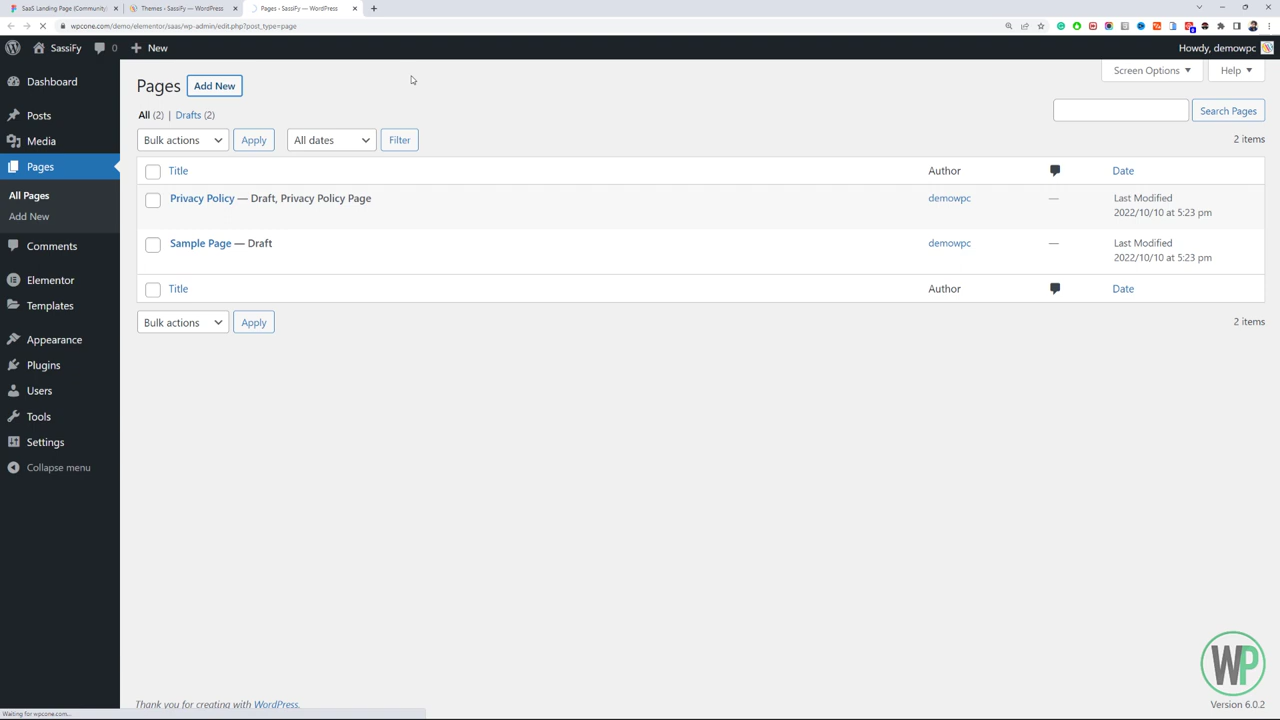 SaaS Landing Page (Community)
Themes ‹ SassiFy — WordPress
Pages ‹ SassiFy — WordPress
wpcone.com/demo/elementor/saas/wp-admin/edit.php?post_type=page
SassiFy
0
New
Howdy, demowpc
Dashboard
Posts
Media
Pages
All Pages
Add New
Comments
Elementor
Templates
Appearance
Plugins
Users
Tools
Settings
Collapse menu
Pages Add New
Screen Options
Help
All (2) | Drafts (2)
Search Pages
Bulk actions Apply All dates Filter
2 items
Title Author Date
Privacy Policy — Draft, Privacy Policy Page demowpc — Last Modified
2022/10/10 at 5:23 pm
Sample Page — Draft demowpc — Last Modified
2022/10/10 at 5:23 pm
Title Author Date
Bulk actions Apply
2 items
WP
Thank you for creating with WordPress.
Version 6.0.2
Waiting for wpcone.com...